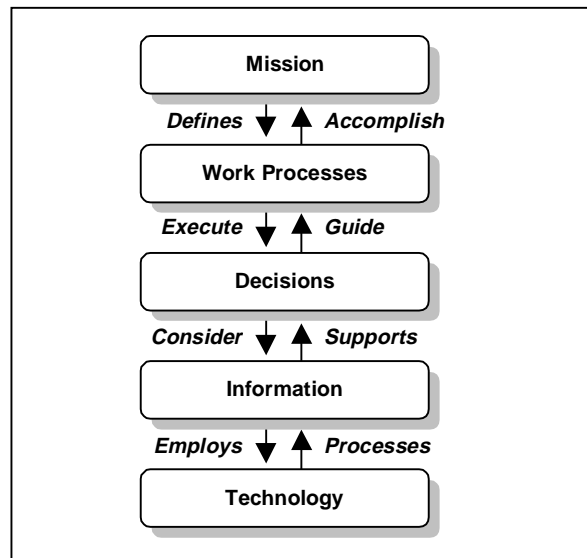 Mission
Defines Accomplish
Work Processes
Execute Guide
Decisions
Consider Supports
Information
Employs Processes
Technology